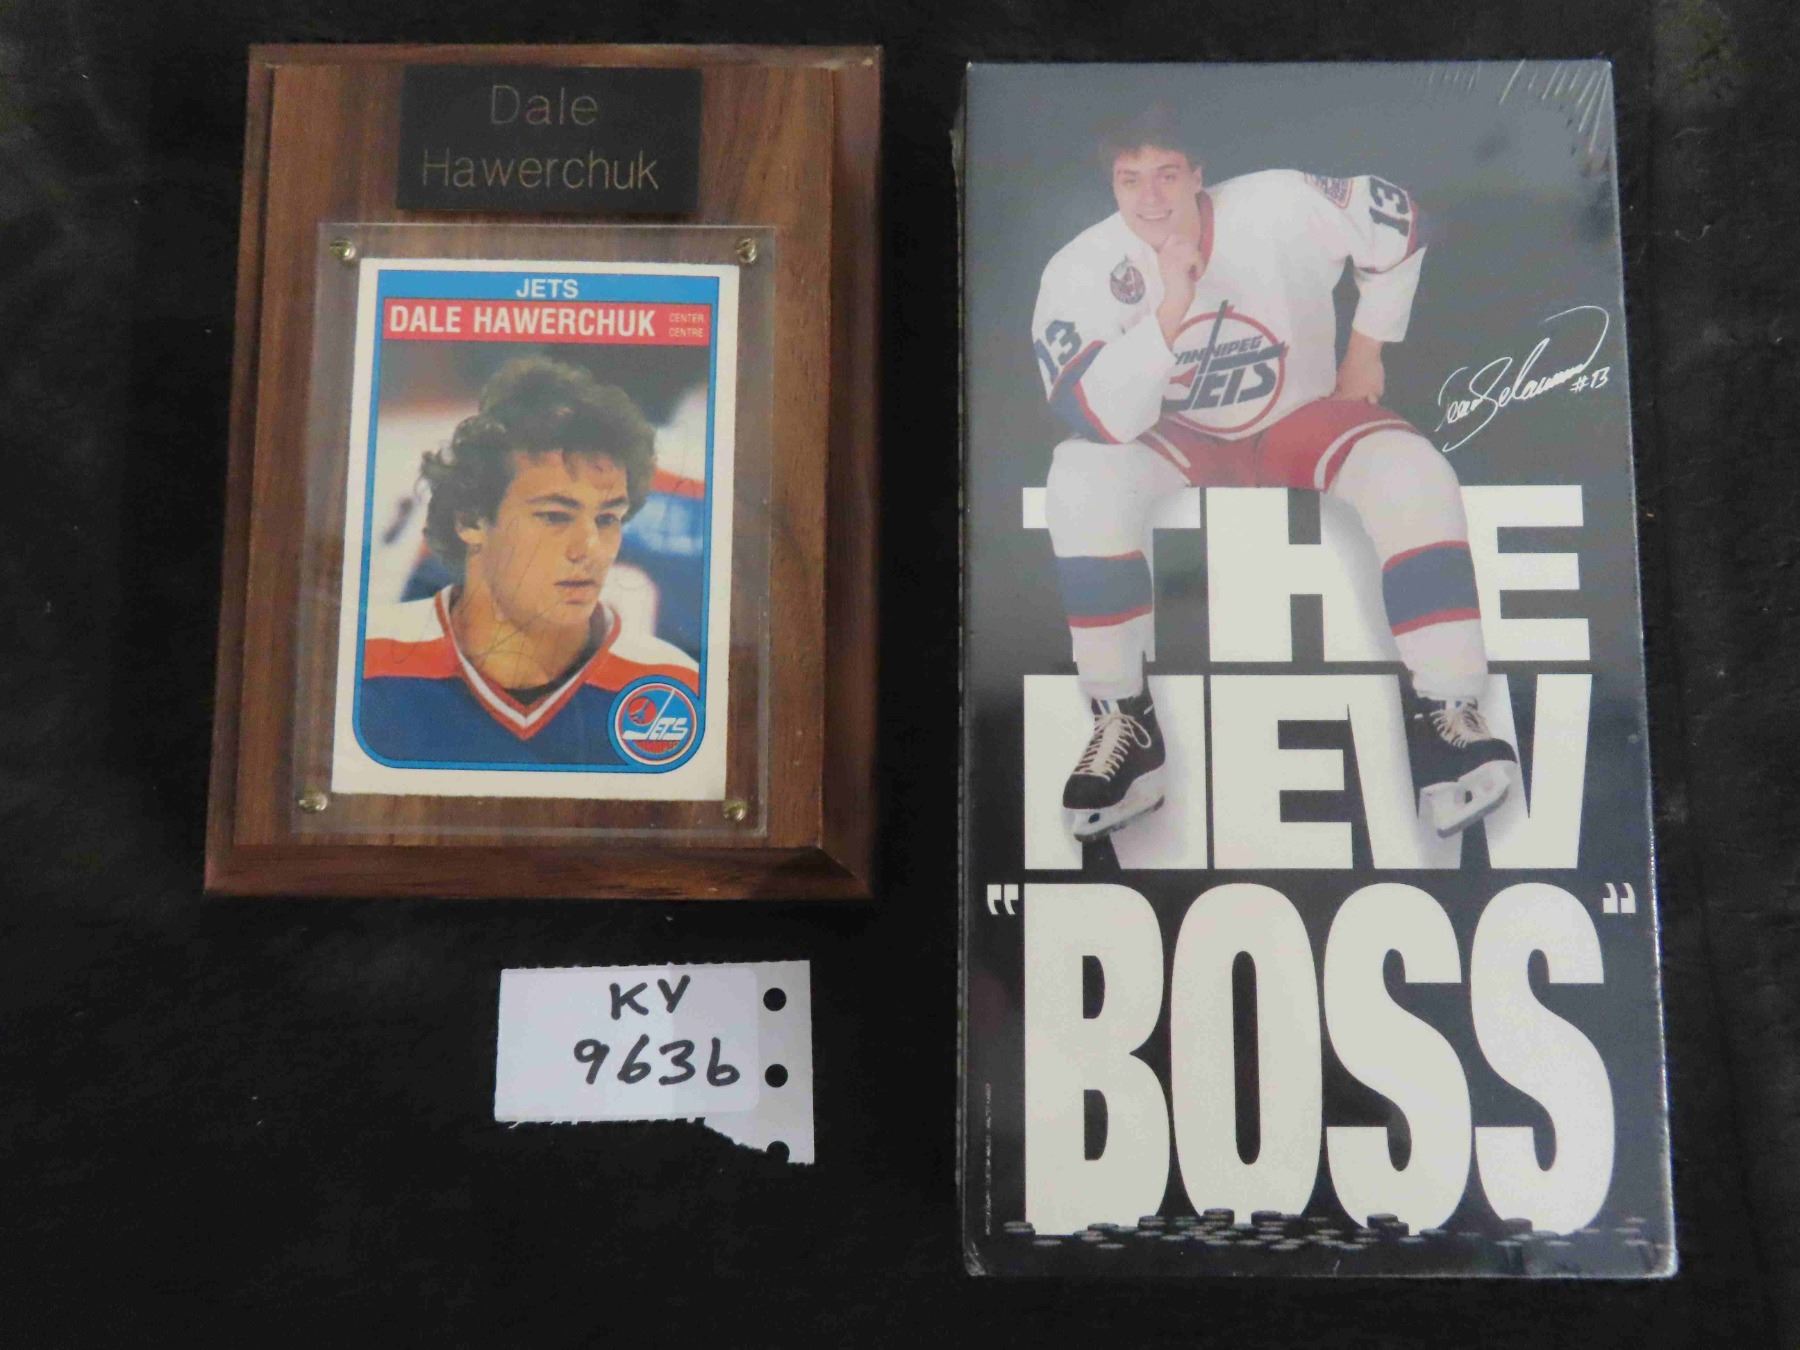 Dale
Hawerchuk
JETS
DALE HAWERCHUK
CENTER
CENTRE
JETS
KV
9636
13
13
WINNIPEG
JETS
#13
THE
NEW
"BOSS"